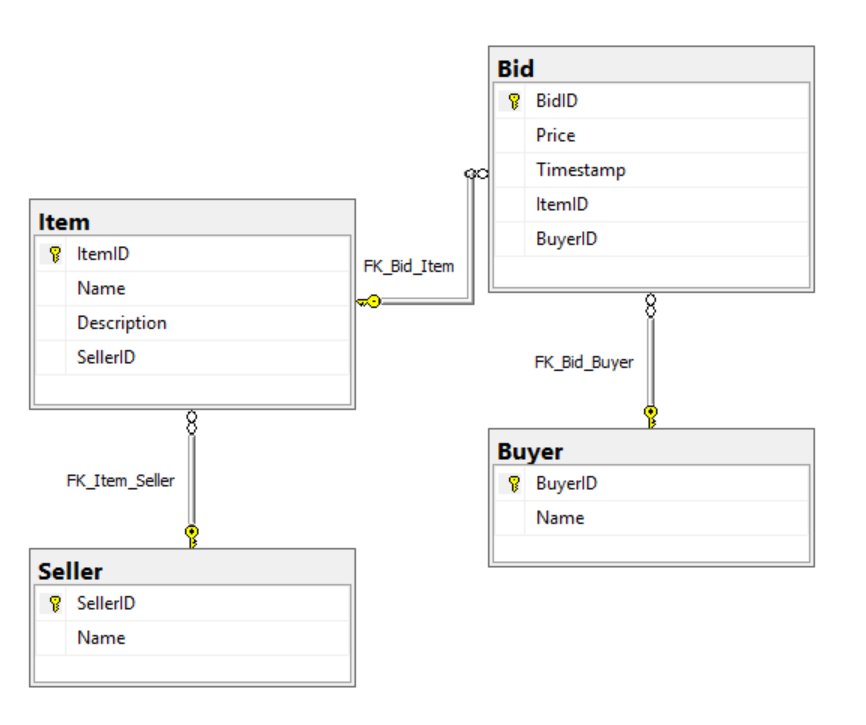 Bid
BidID
Price
Timestamp
ItemID
BuyerID
Item
ItemID
Name
Description
SellerID
FK_Bid_Item
FK_Bid_Buyer
FK_Item_Seller
Buyer
BuyerID
Name
Seller
SellerID
Name